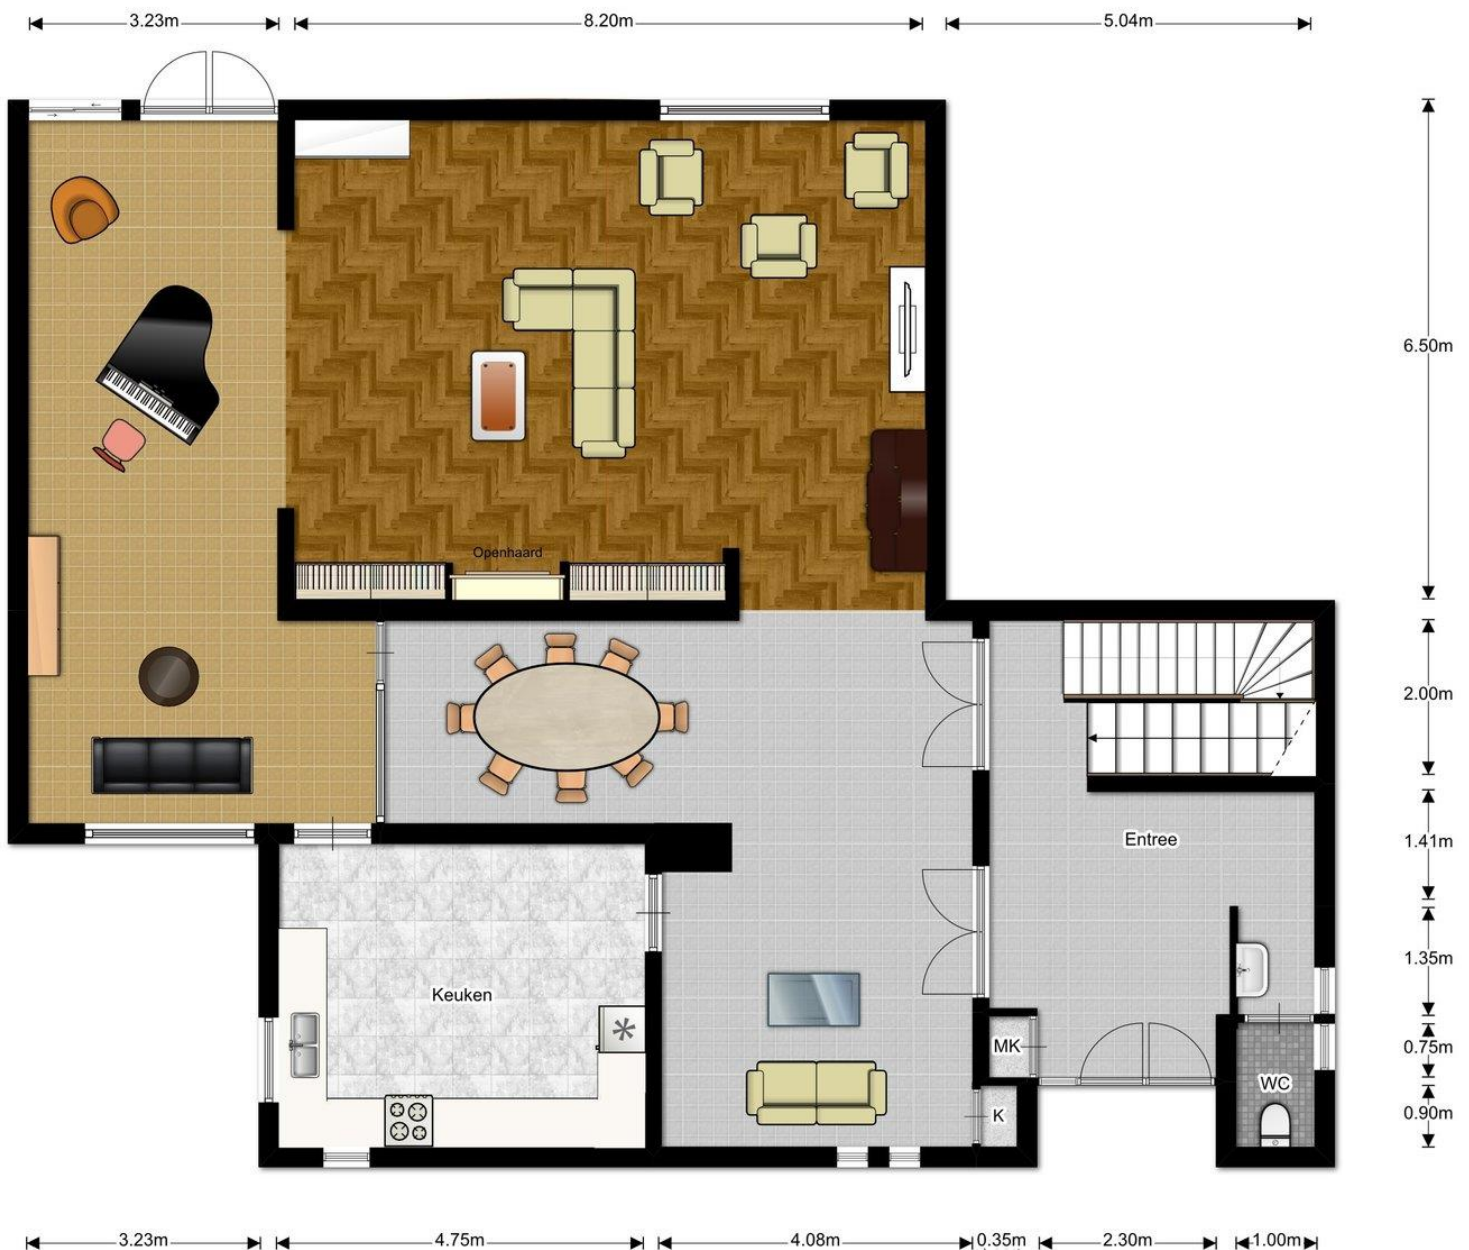 3.23m 8.20m 5.04m
6.50m
Openhaard
2.00m
Entree
1.41m
1.35m
Keuken
MK
0.75m
WC
K
0.90m
3.23m 4.75m 4.08m 0.35m 2.30m 1.00m